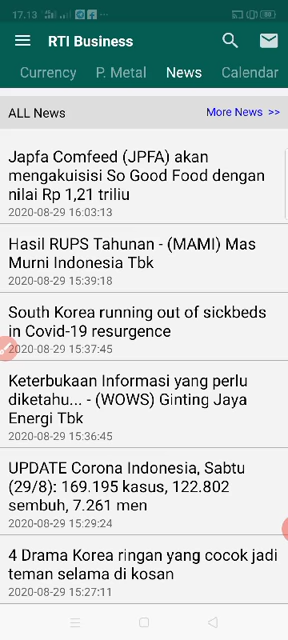 17.13
RTI Business
Currency P. Metal News Calendar
ALL News More News >>
Japfa Comfeed (JPFA) akan
mengakuisisi So Good Food dengan
nilai Rp 1,21 triliu
2020-08-29 16:03:13
Hasil RUPS Tahunan - (MAMI) Mas
Murni Indonesia Tbk
2020-08-29 15:39:18
South Korea running out of sickbeds
in Covid-19 resurgence
2020-08-29 15:37:45
Keterbukaan Informasi yang perlu
diketahu... - (WOWS) Ginting Jaya
Energi Tbk
2020-08-29 15:36:45
UPDATE Corona Indonesia, Sabtu
(29/8): 169.195 kasus, 122.802
sembuh, 7.261 men
2020-08-29 15:29:24
4 Drama Korea ringan yang cocok jadi
teman selama di kosan
2020-08-29 15:27:11